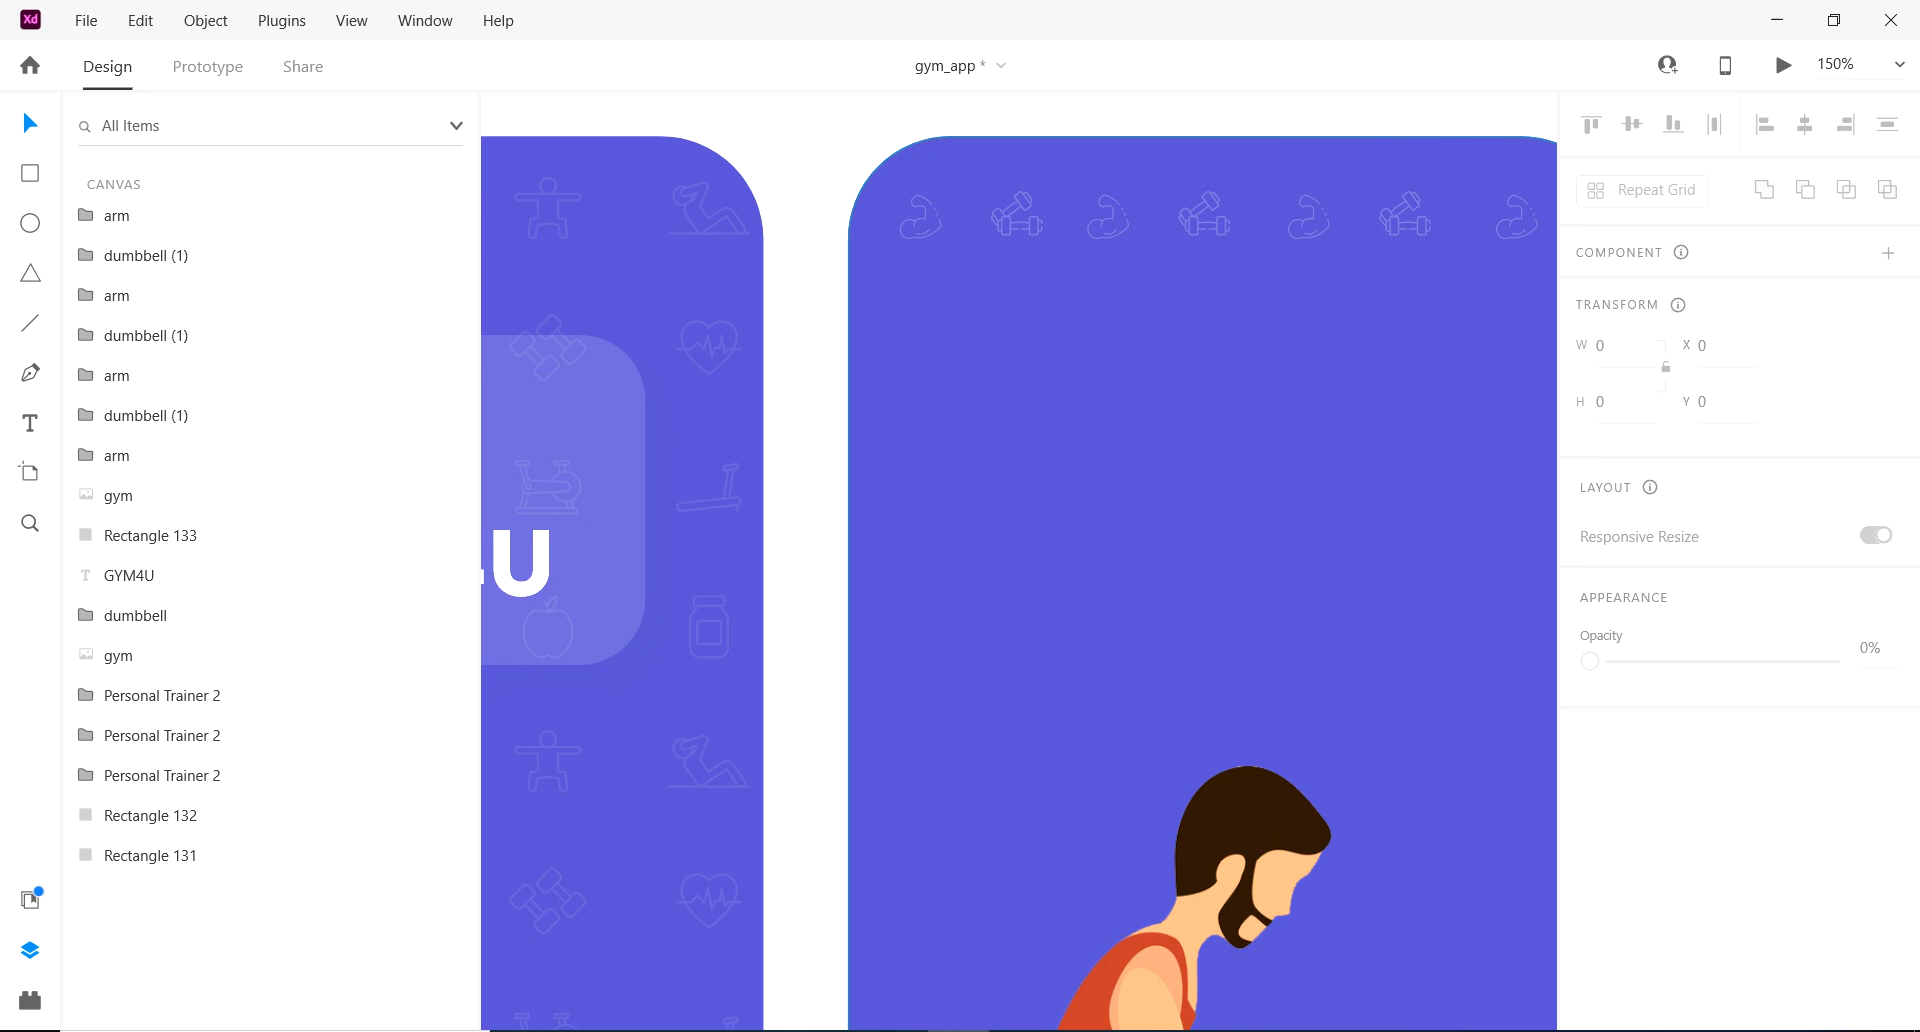 Xd File Edit Object Plugins View Window Help
Design Prototype Share gym_app * 150%
All Items
Repeat Grid
CANVAS
arm
dumbbell (1)
arm
dumbbell (1)
arm
dumbbell (1)
arm
gym
Rectangle 133
GYM4U
dumbbell
gym
Personal Trainer 2
Personal Trainer 2
Personal Trainer 2
Rectangle 132
Rectangle 131
U
COMPONENT
TRANSFORM
W 0 X 0
H 0 Y 0
LAYOUT
Responsive Resize
APPEARANCE
Opacity
0%